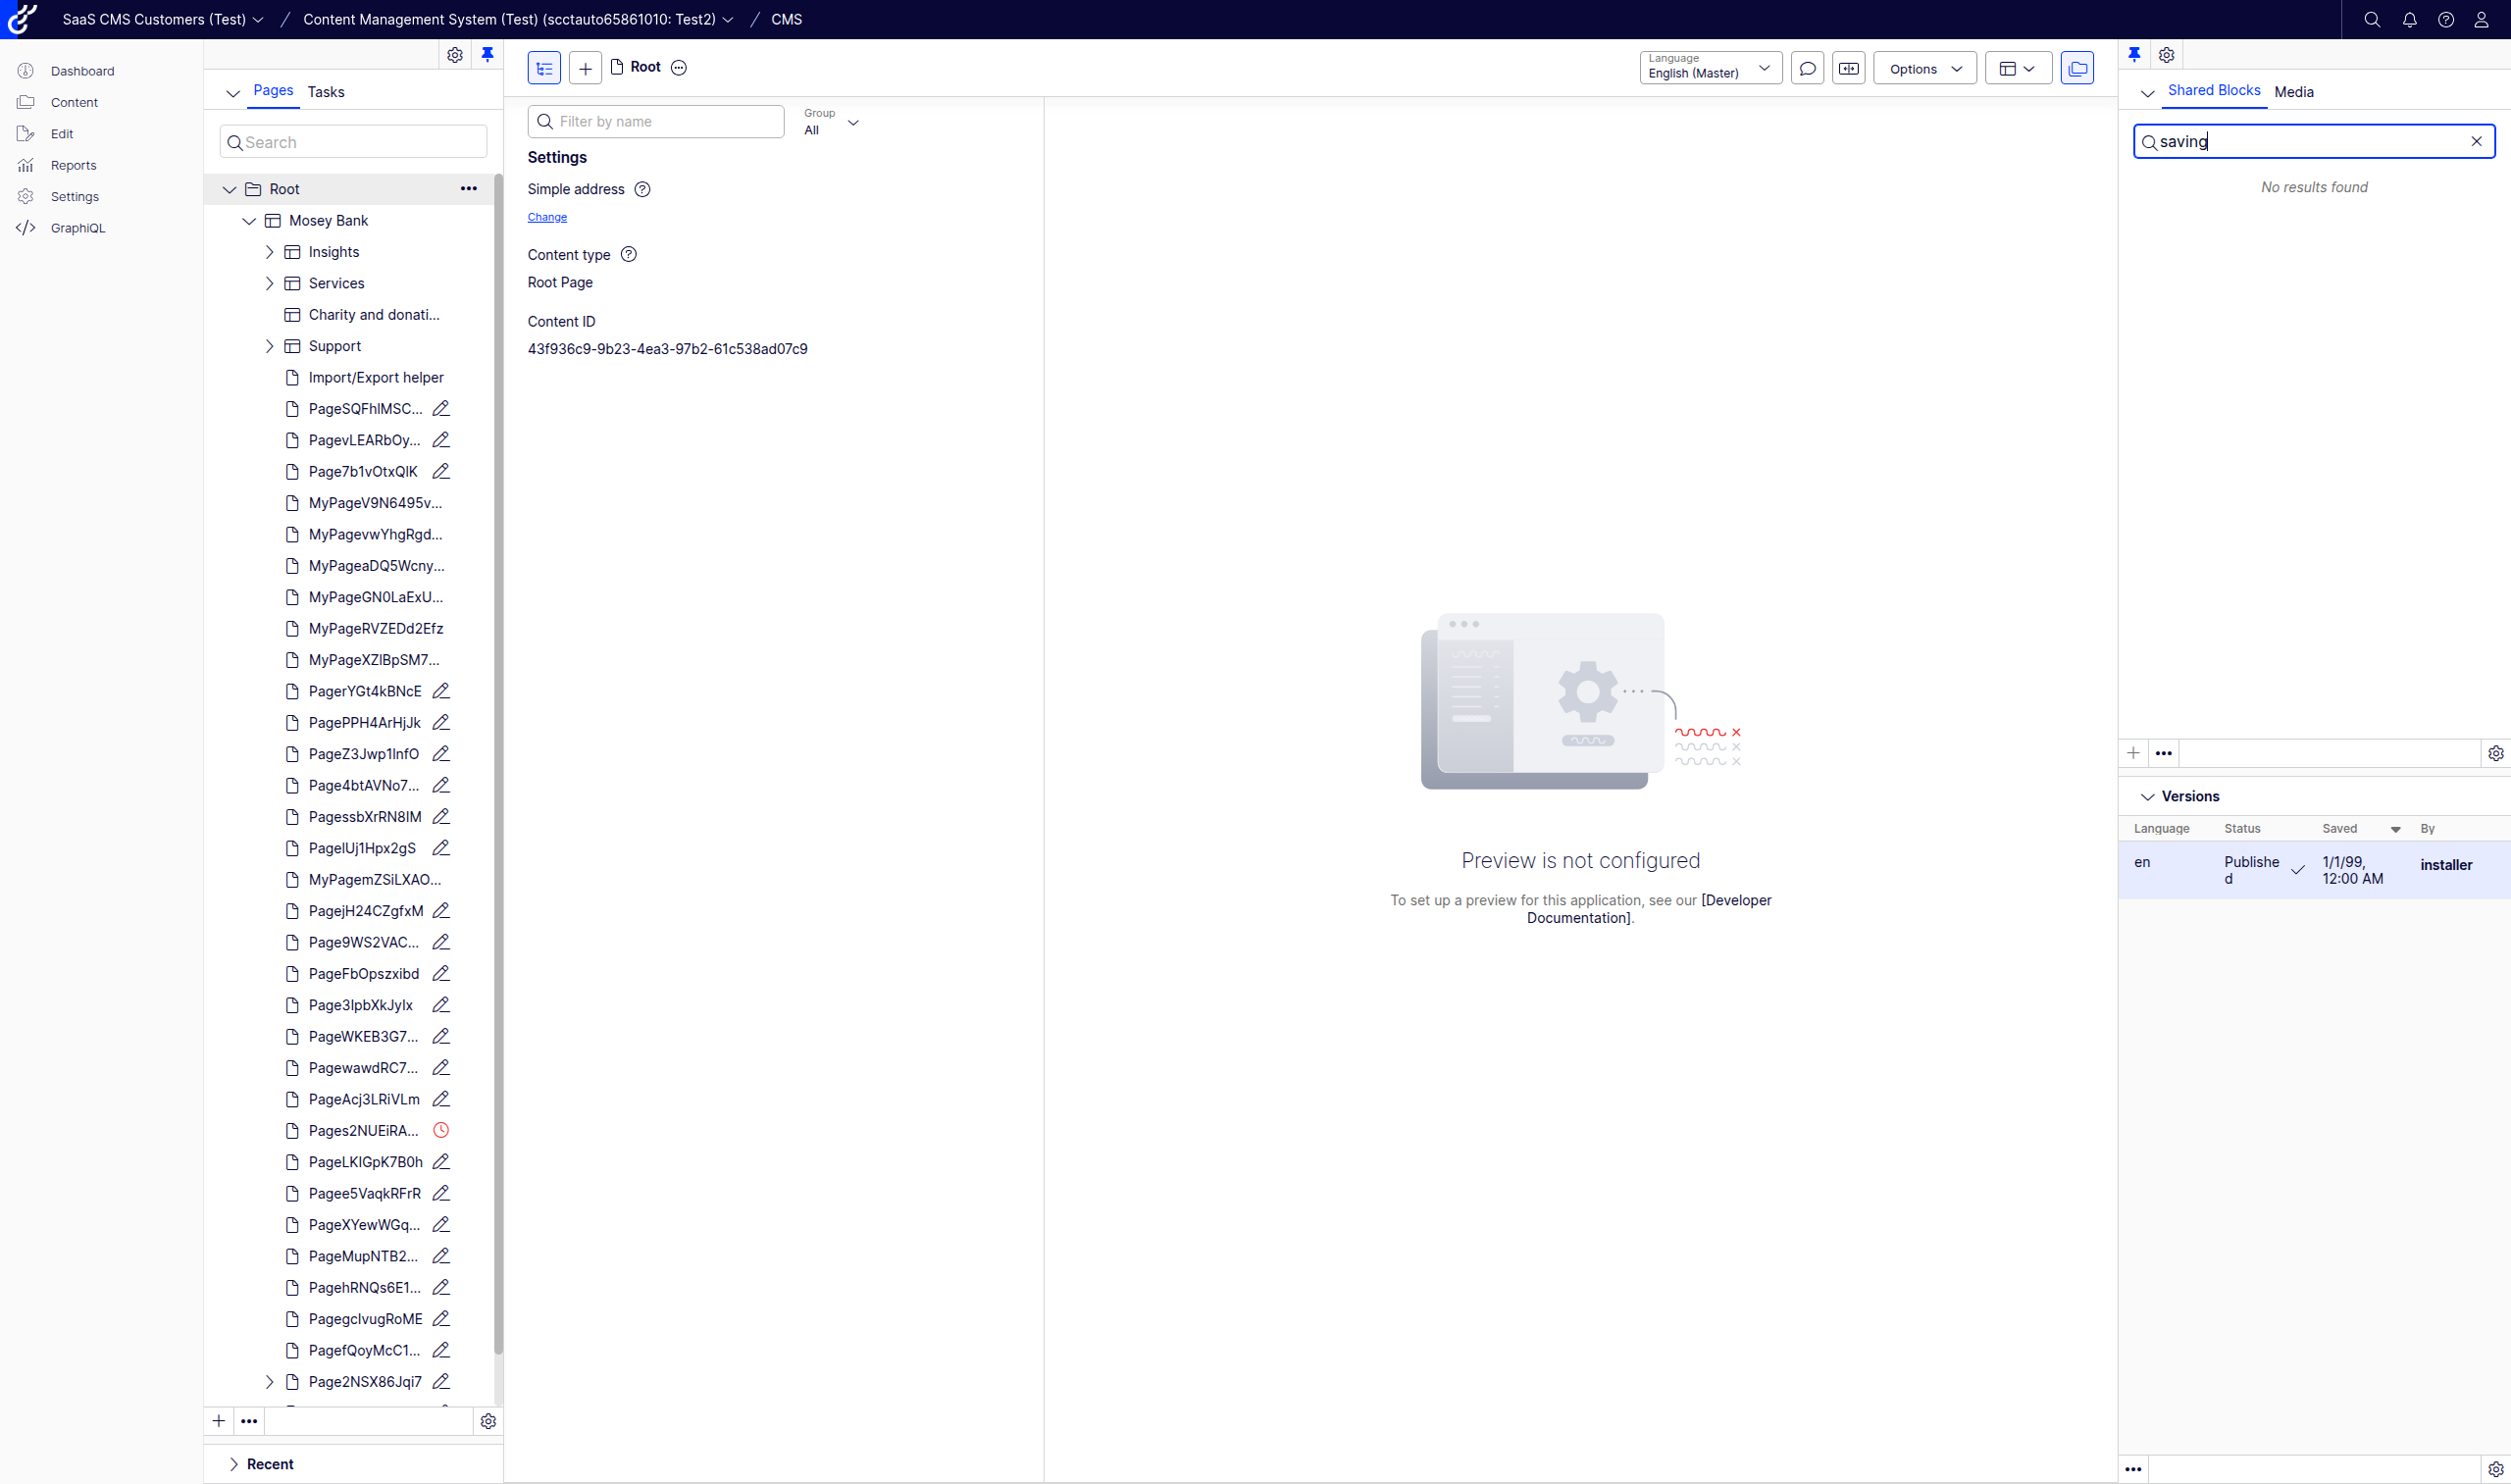 SaaS CMS Customers (Test) / Content Management System (Test) (scctauto65861010: Test2) / CMS
Dashboard
Content
Edit
Reports
Settings
GraphiQL
Pages Tasks
Search
Root
Mosey Bank
Insights
Services
Charity and donati...
Support
Import/Export helper
PageSQFhlMSC...
PagevLEARbOy...
Page7b1vOtxQIK
MyPageV9N6495v...
MyPagevwYhgRgd...
MyPageaDQ5Wcny...
MyPageGN0LaExU...
MyPageRVZEDd2Efz
MyPageXZlBpSM7...
PagerYGt4kBNcE
PagePPH4ArHjJk
PageZ3Jwp1InfO
Page4btAVNo7...
PagessbXrRN8IM
PageIUj1Hpx2gS
MyPagemZSiLXAO...
PagejH24CZgfxM
Page9WS2VAC...
PageFbOpszxibd
Page3IpbXkJyIx
PageWKEB3G7...
PagewawdRC7...
PageAcj3LRiVLm
Pages2NUEiRA...
PageLKIGpK7B0h
Pagee5VaqkRFrR
PageXYewWGq...
PageMupNTB2...
PagehRNQs6E1...
PagegcIvugRoME
PagefQoyMcC1...
Page2NSX86Jqi7
Recent
Root
Language
English (Master)
Options
Filter by name
Group
All
Settings
Simple address
Change
Content type
Root Page
Content ID
43f936c9-9b23-4ea3-97b2-61c538ad07c9
Preview is not configured
To set up a preview for this application, see our [Developer
Documentation].
Shared Blocks Media
saving
No results found
Versions
Language Status Saved By
en Publishe 1/1/99, installer
d 12:00 AM